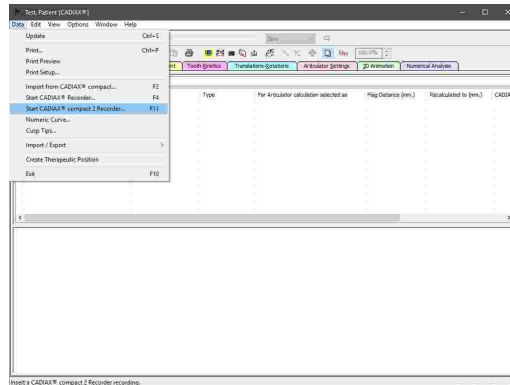 Test, Patient [CADIAX®]
Data Edit View Options Window Help
Update Ctrl+S
Print... Ctrl+P
Print Preview
Print Setup...
Import from CADIAX® compact... F2
Start CADIAX® Recorder... F4
Start CADIAX® compact 2 Recorder... F11
Numeric Curve...
Cusp Tips...
Import / Export
Create Therapeutic Position
Exit F10
100.0%
Tooth Kinetics Translations-Rotations Articulator Settings 3D Animation Numerical Analysis
Type For Articulator calculation selected as Flag Distance (mm.) Recalculated to (mm.) CADIA
Insert a CADIAX® compact 2 Recorder recording.